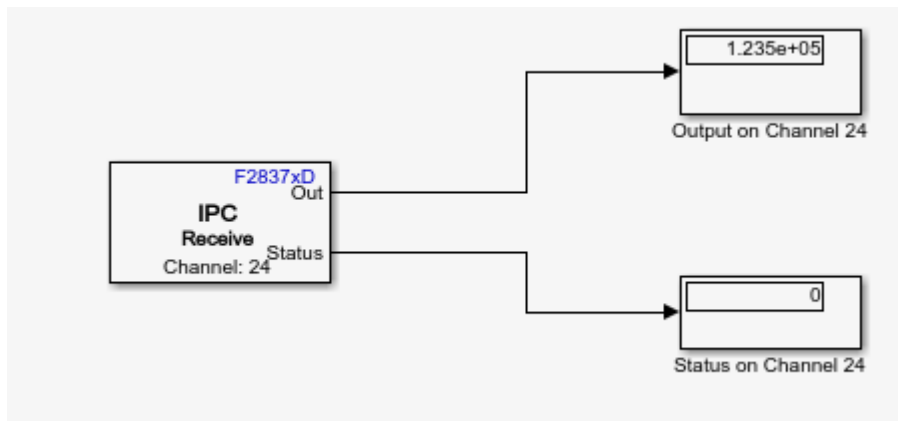 1.235e+05
Output on Channel 24
F2837xD
Out
IPC
Receive
Status
Channel: 24
0
Status on Channel 24